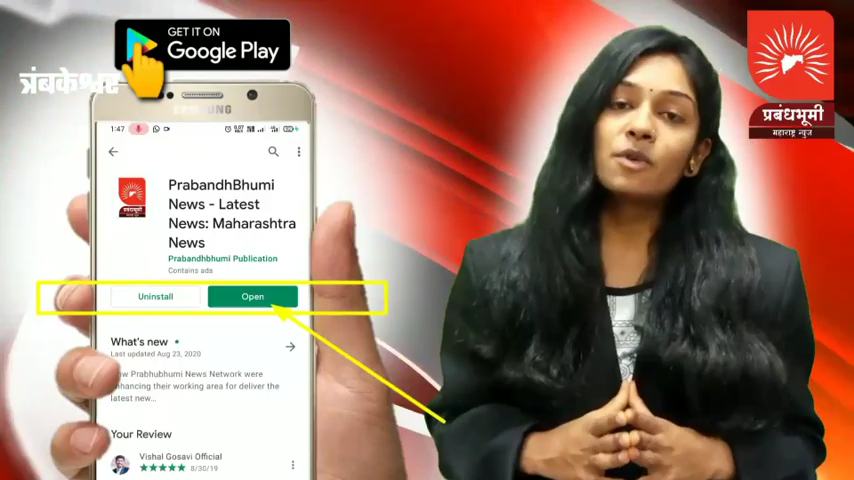 GET IT ON
Google Play
त्रंबकेश्वर
SAMSUNG
1:47
PrabandhBhumi
News - Latest
News: Maharashtra
News
Prabandhbhumi Publication
Contains ads
Uninstall
Open
What's new
Last updated Aug 23, 2020
Now Prabhubhumi News Network were
enhancing their working area for deliver the
latest new...
Your Review
Vishal Gosavi Official
8/30/19
प्रबंधभूमी
महाराष्ट्र न्युज